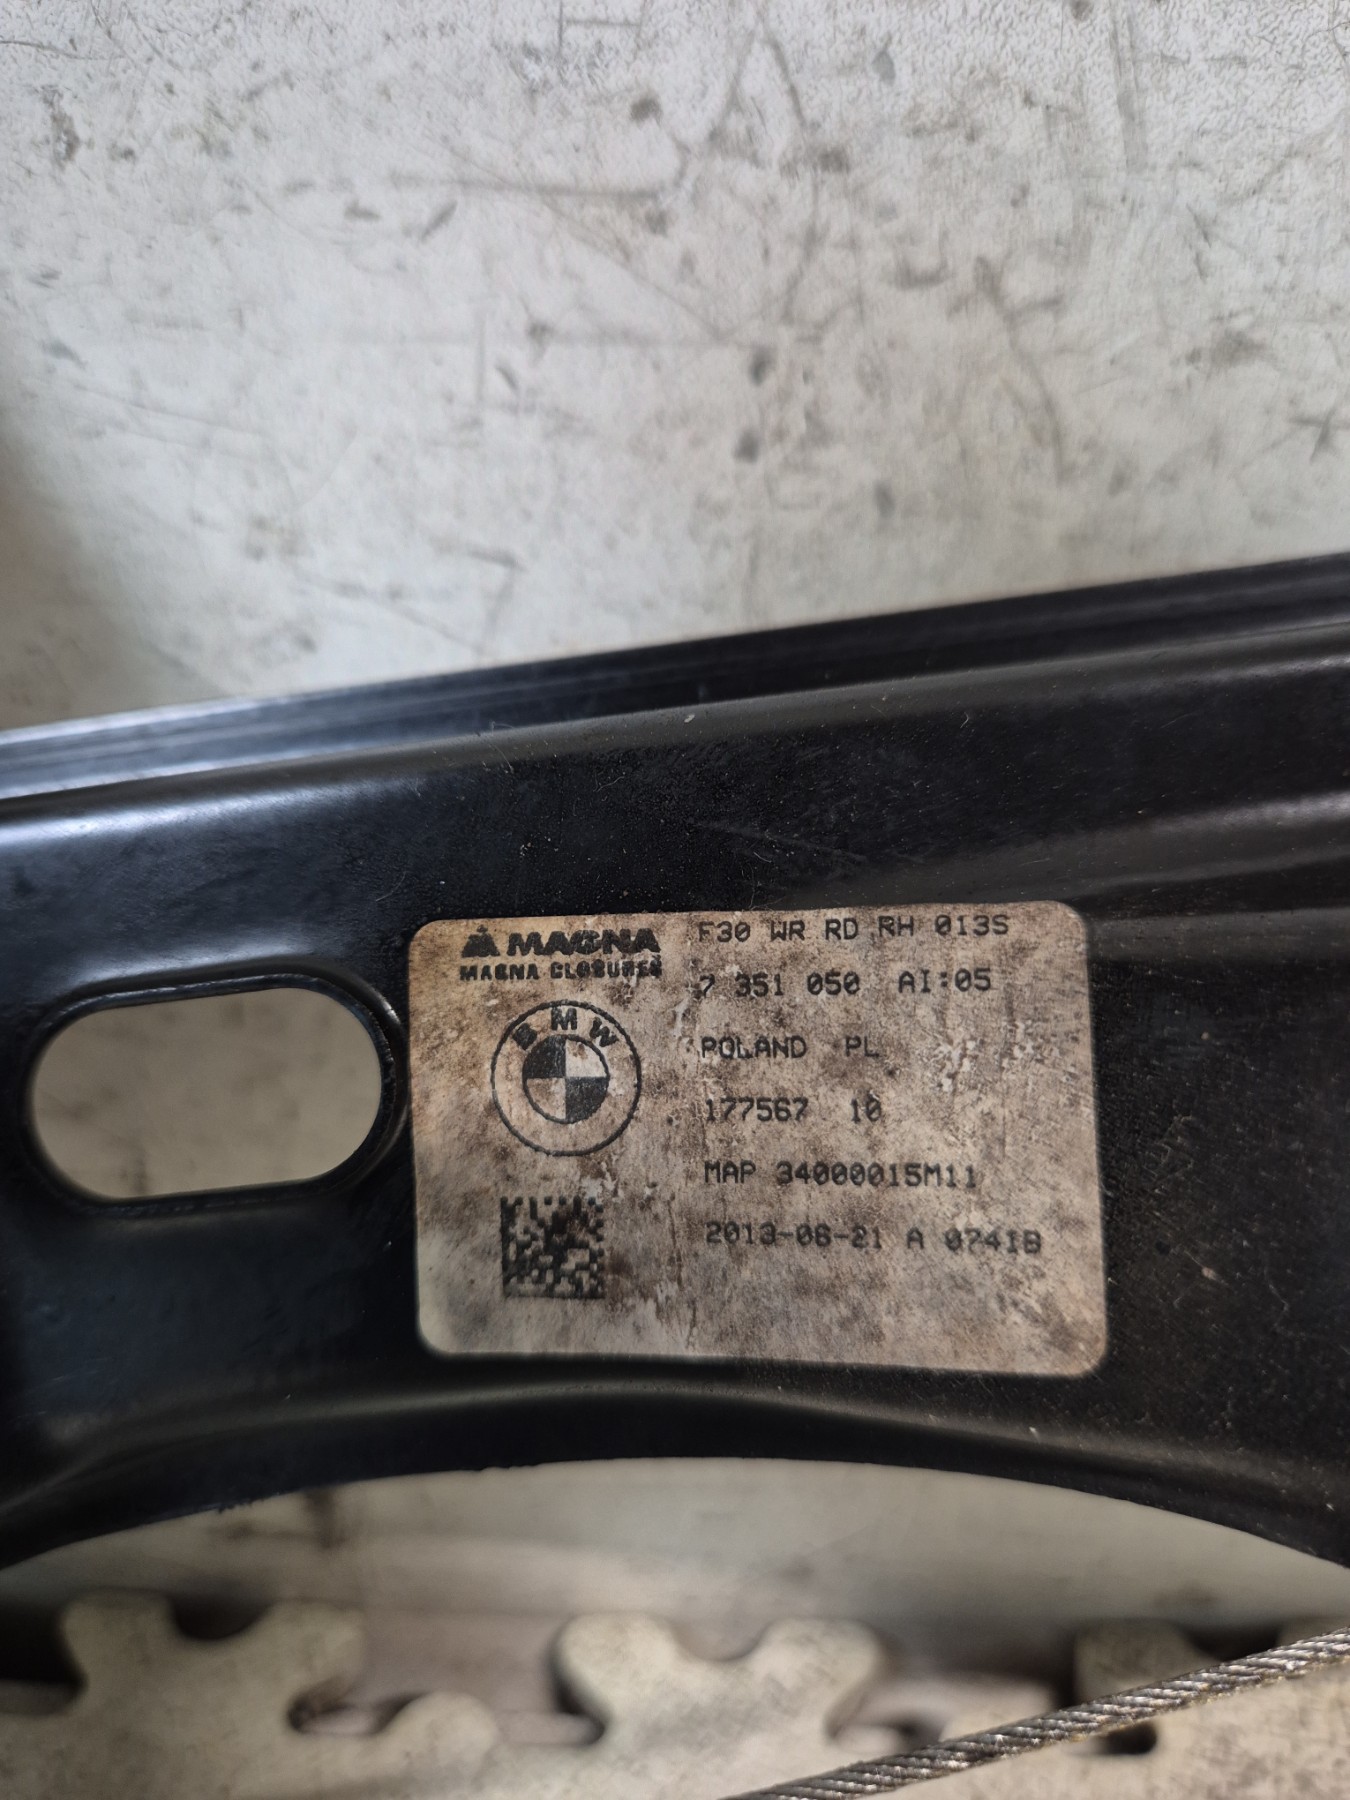 MAGNA
MAGNA CLOSURES
BMW
F30 WR RD RH 013S
7 351 050 AI:05
POLAND PL
177567 10
MAP 34000015M11
2013-06-21 A 0741B